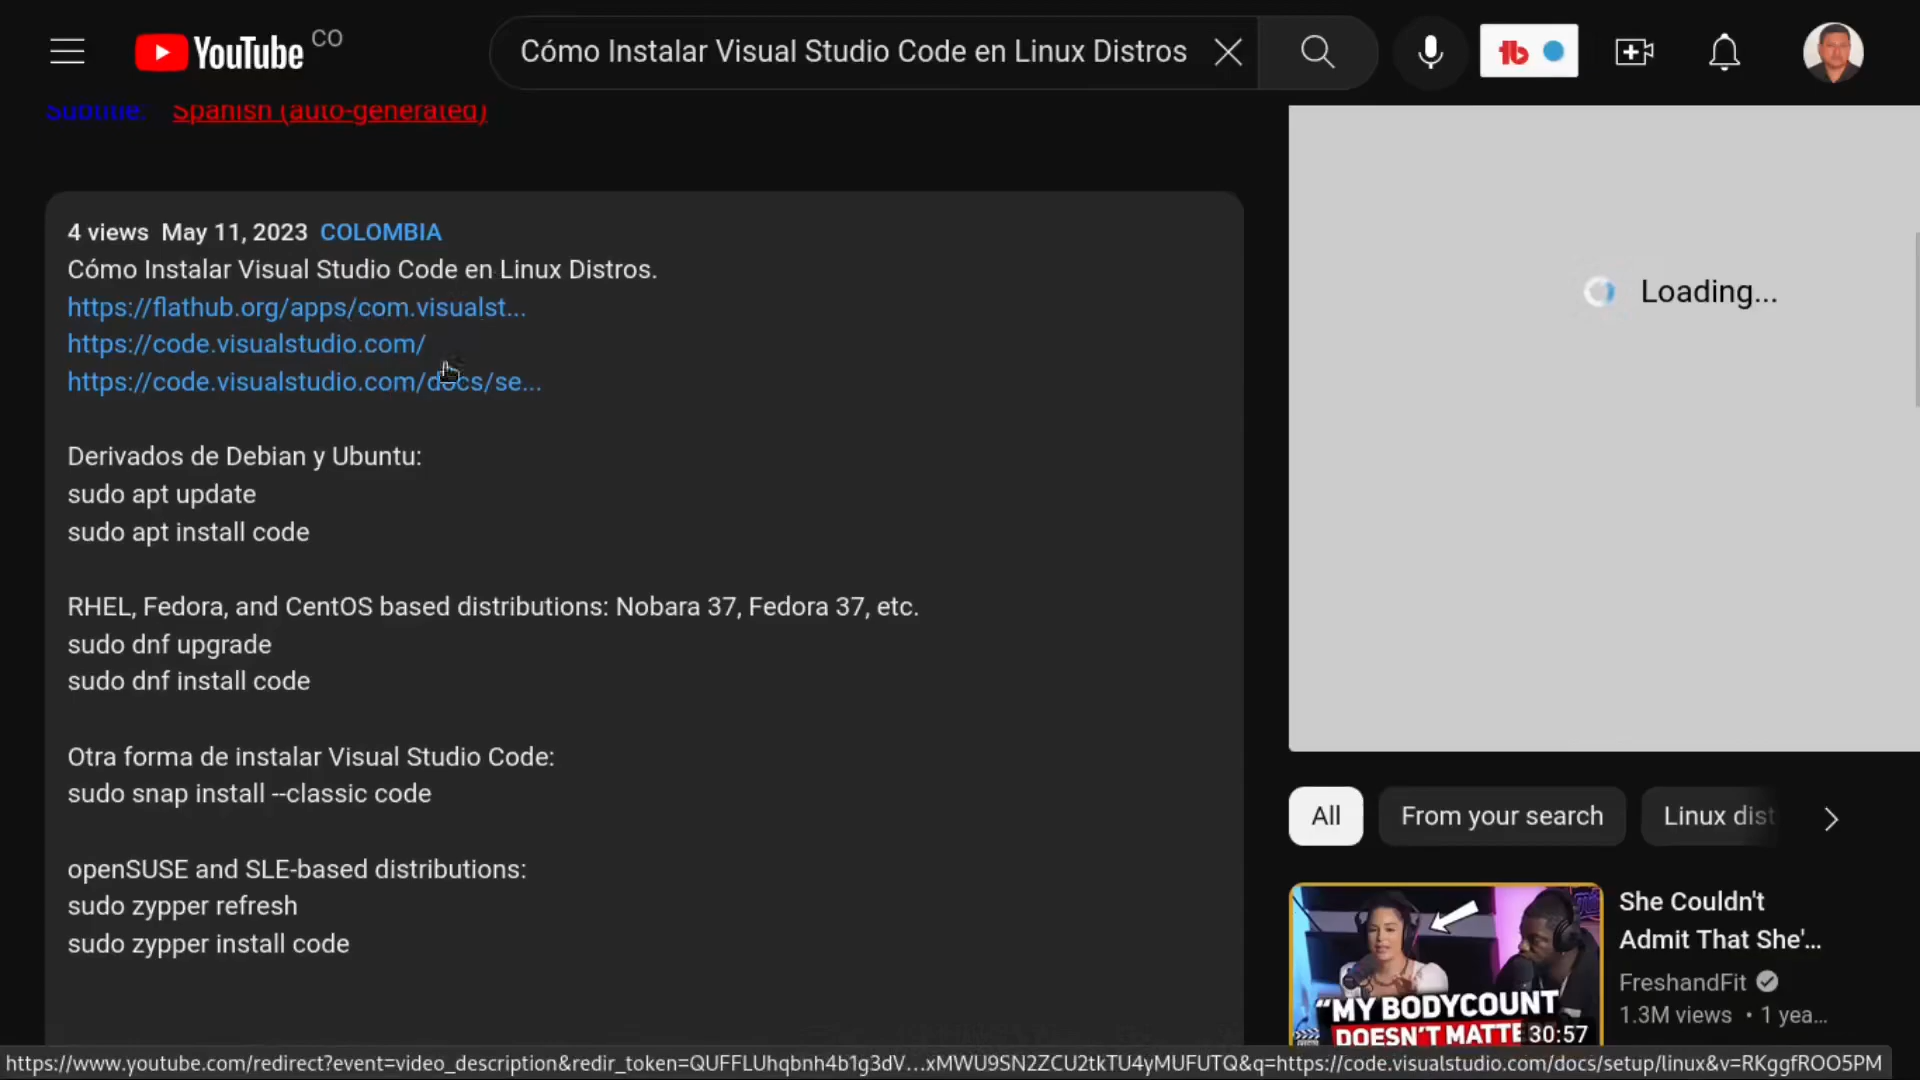 YouTube CO
Cómo Instalar Visual Studio Code en Linux Distros
tb
Subtitle: Spanish (auto-generated)
4 views May 11, 2023 COLOMBIA
Cómo Instalar Visual Studio Code en Linux Distros.
https://flathub.org/apps/com.visualst...
https://code.visualstudio.com/
https://code.visualstudio.com/docs/se...
Derivados de Debian y Ubuntu:
sudo apt update
sudo apt install code
RHEL, Fedora, and CentOS based distributions: Nobara 37, Fedora 37, etc.
sudo dnf upgrade
sudo dnf install code
Otra forma de instalar Visual Studio Code:
sudo snap install --classic code
openSUSE and SLE-based distributions:
sudo zypper refresh
sudo zypper install code
Loading...
All From your search Linux dist
"MY BODYCOUNT
DOESN'T MATTE
30:57
She Couldn't
Admit That She'...
FreshandFit
1.3M views • 1 yea...
https://www.youtube.com/redirect?event=video_description&redir_token=QUFFLUhqbnh4b1g3dV...xMWU9SN2ZCU2tkTU4yMUFUTQ&q=https://code.visualstudio.com/docs/setup/linux&v=RKggfROO5PM